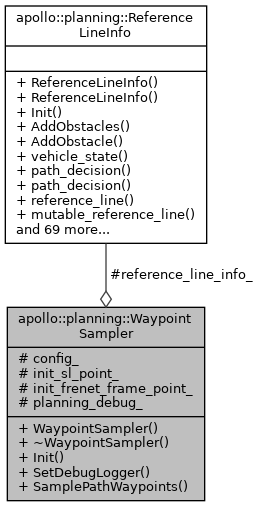 apollo::planning::Reference
LineInfo
+ ReferenceLineInfo()
+ ReferenceLineInfo()
+ Init()
+ AddObstacles()
+ AddObstacle()
+ vehicle_state()
+ path_decision()
+ path_decision()
+ reference_line()
+ mutable_reference_line()
and 69 more...
#reference_line_info_
apollo::planning::Waypoint
Sampler
# config_
# init_sl_point_
# init_frenet_frame_point_
# planning_debug_
+ WaypointSampler()
+ ~WaypointSampler()
+ Init()
+ SetDebugLogger()
+ SamplePathWaypoints()